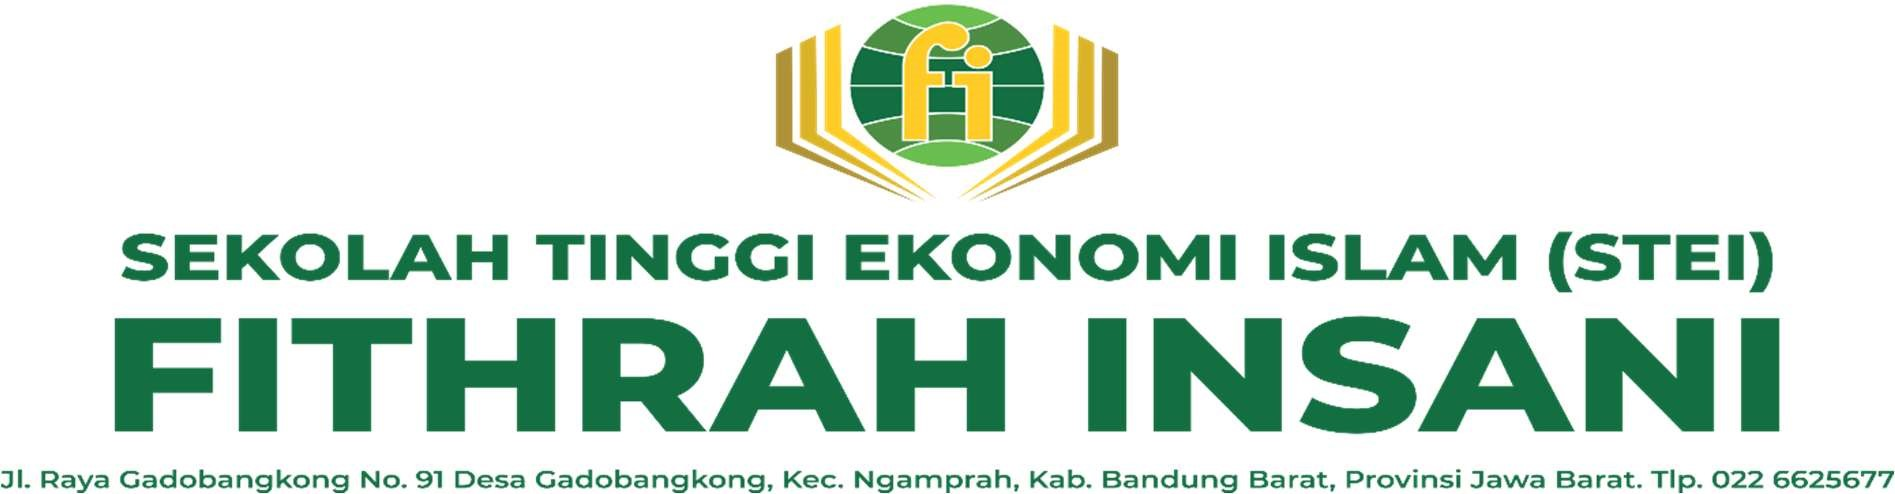 fi
SEKOLAH TINGGI EKONOMI ISLAM (STEI)
FITHRAH INSANI
Jl. Raya Gadobangkong No. 91 Desa Gadobangkong, Kec. Ngamprah, Kab. Bandung Barat, Provinsi Jawa Barat. Tlp. 022 6625677